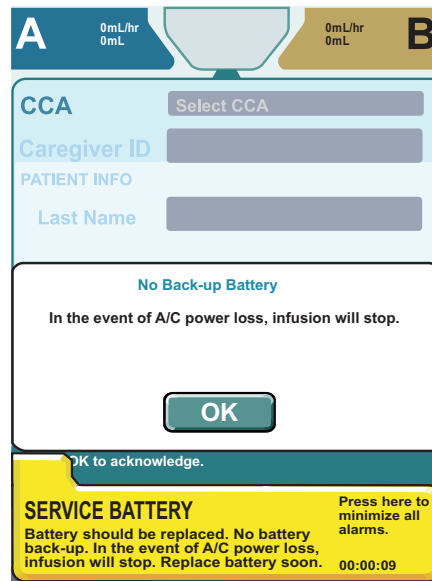 A
0mL/hr
0mL
0mL/hr
0mL
B
CCA
Select CCA
Caregiver ID
PATIENT INFO
Last Name
No Back-up Battery
In the event of A/C power loss, infusion will stop.
OK
OK to acknowledge.
SERVICE BATTERY
Battery should be replaced. No battery
back-up. In the event of A/C power loss,
infusion will stop. Replace battery soon.
Press here to
minimize all
alarms.
00:00:09